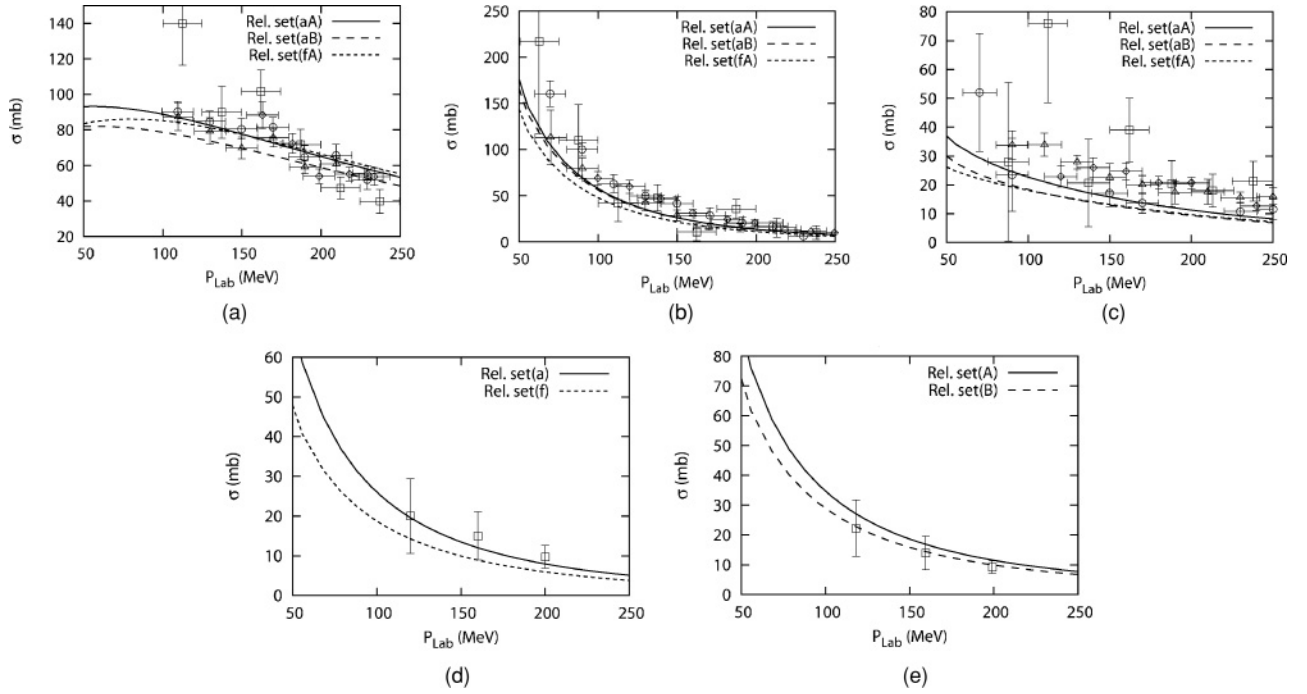 140
120
100
80
60
40
20
50
100
150
200
250
σ (mb)
P_Lab (MeV)
Rel. set(aA)
Rel. set(aB)
Rel. set(fA)
(a)
250
200
150
100
50
0
50
100
150
200
250
σ (mb)
P_Lab (MeV)
Rel. set(aA)
Rel. set(aB)
Rel. set(fA)
(b)
80
70
60
50
40
30
20
10
0
50
100
150
200
250
σ (mb)
P_Lab (MeV)
Rel. set(aA)
Rel. set(aB)
Rel. set(fA)
(c)
60
50
40
30
20
10
0
50
100
150
200
250
σ (mb)
P_Lab (MeV)
Rel. set(a)
Rel. set(f)
(d)
80
70
60
50
40
30
20
10
0
50
100
150
200
250
σ (mb)
P_Lab (MeV)
Rel. set(A)
Rel. set(B)
(e)